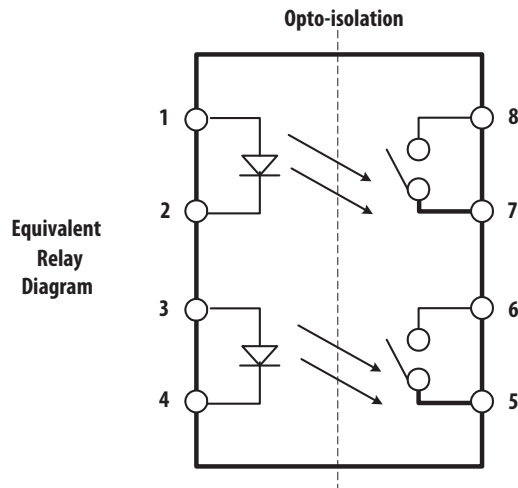 Opto-isolation
1
8
2
7
Equivalent
Relay
Diagram
3
6
4
5